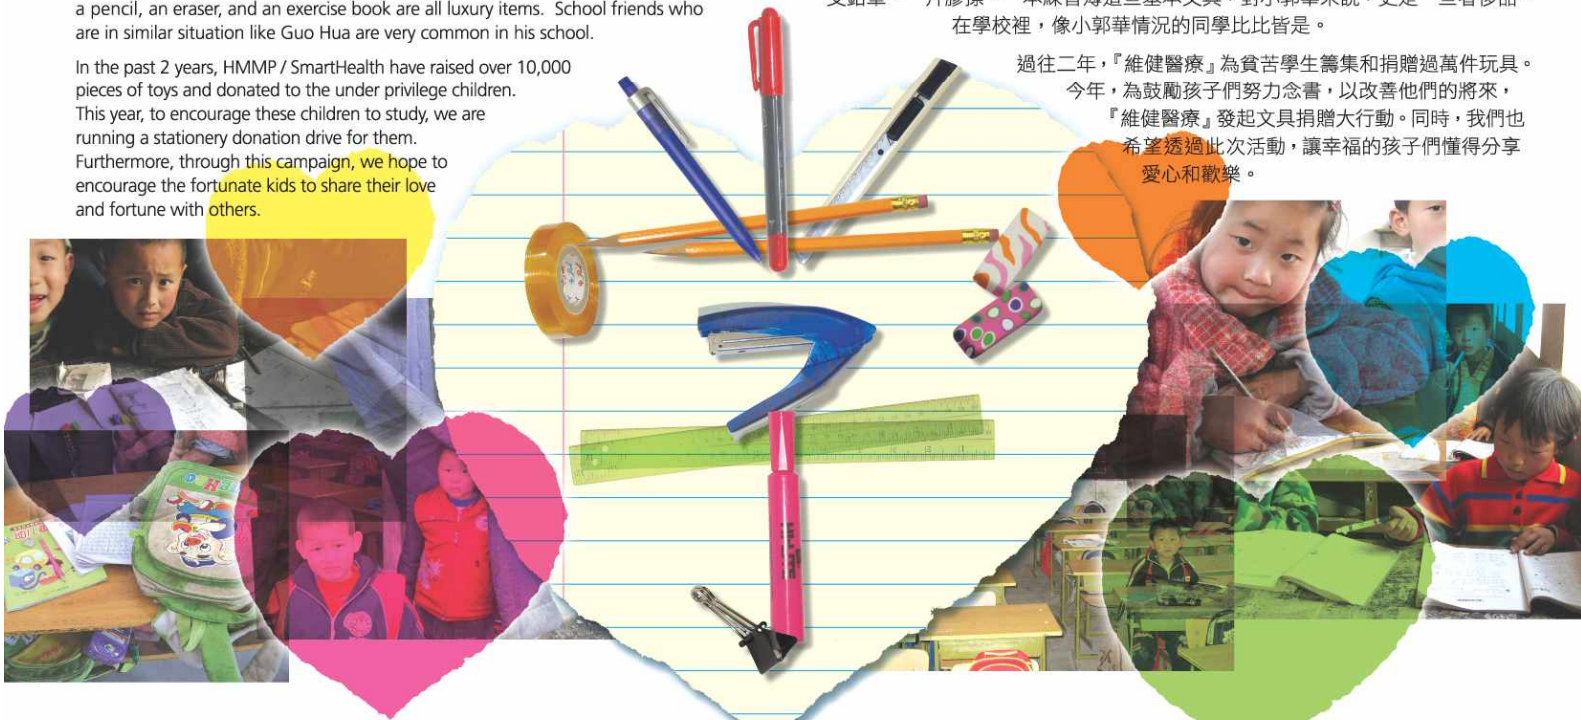 a pencil, an eraser, and an exercise book are all luxury items. School friends who
are in similar situation like Guo Hua are very common in his school.
In the past 2 years, HMMP / SmartHealth have raised over 10,000
pieces of toys and donated to the under privilege children.
This year, to encourage these children to study, we are
running a stationery donation drive for them.
Furthermore, through this campaign, we hope to
encourage the fortunate kids to share their love
and fortune with others.
在學校裡，像小郭華情況的同學比比皆是。
過往二年，『維健醫療』為貧苦學生籌集和捐贈過萬件玩具。
今年，為鼓勵孩子們努力念書，以改善他們的將來，
『維健醫療』發起文具捐贈大行動。同時，我們也
希望透過此次活動，讓幸福的孩子們懂得分享
愛心和歡樂。